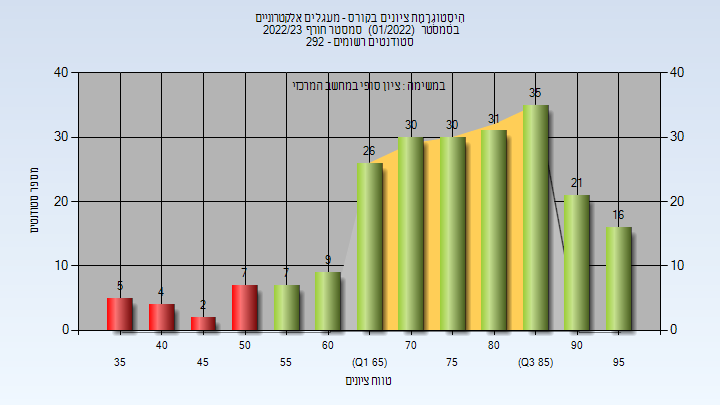 הִיסְטוֹגְרָמַת ציונים בקורס - מעגלים אלקטרוניים
בסמסטר (01/2022) סמסטר חורף 2022/23
סטודנטים רשומים - 292
במשימה : ציון סופי במחשב המרכזי
40 40
30 30
20 20
10 10
0 0
מספר סטודנטים
5 4 2 7 7 9 26 30 30 31 35 21 16
40 50 60 70 80 90
35 45 55 (Q1 65) 75 (Q3 85) 95
טווח ציונים